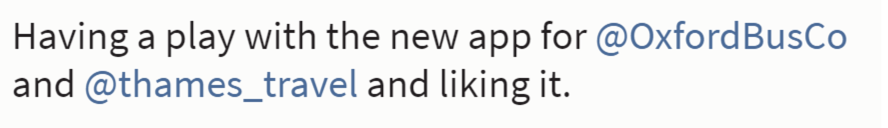 Having a play with the new app for @OxfordBusCo
and @thames_travel and liking it.